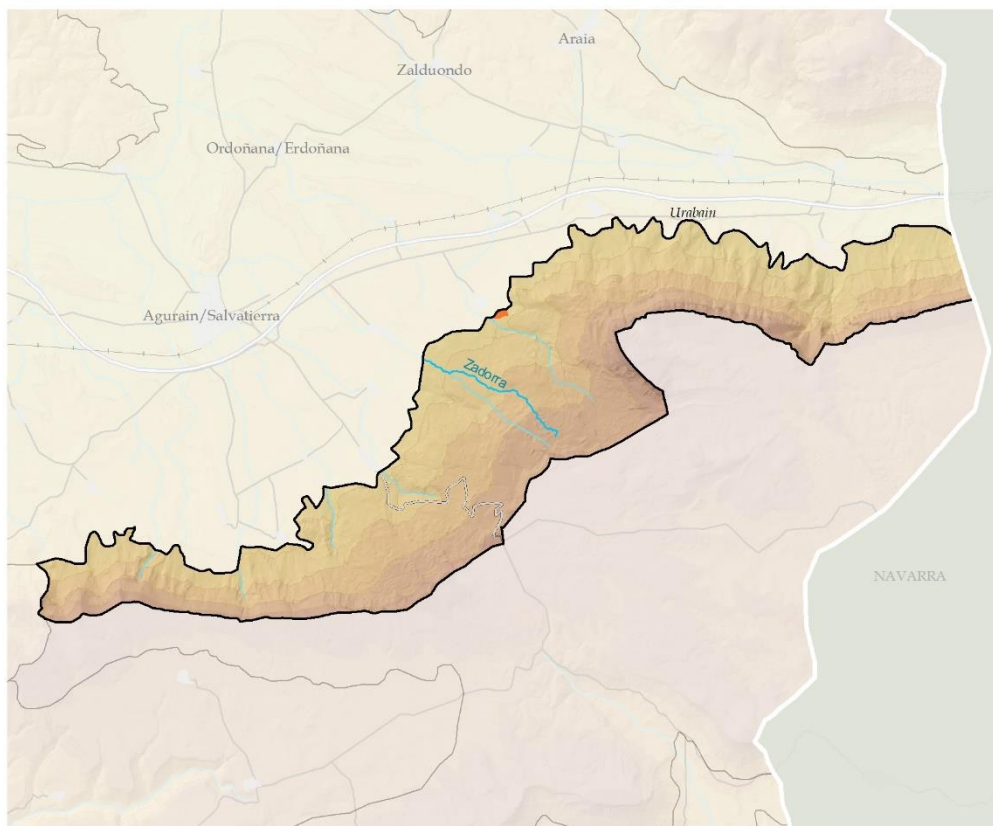 Araia
Zalduondo
Ordoñana/Erdoñana
Urabain
Agurain/Salvatierra
Zadorra
NAVARRA